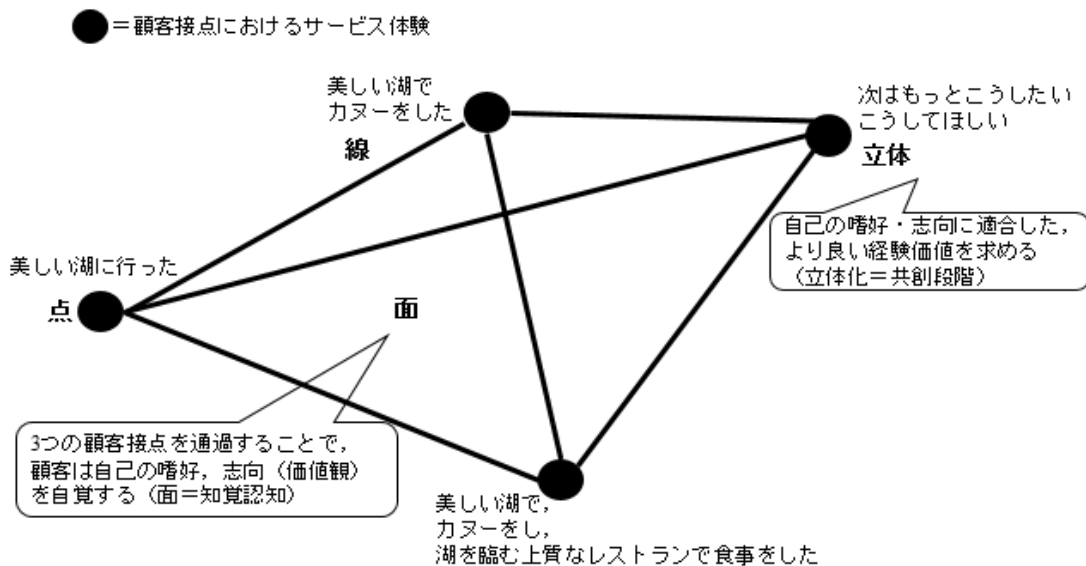 ＝顧客接点におけるサービス体験
美しい湖で
カヌーをした
線
次はもっとこうしたい
こうしてほしい
立体
自己の嗜好・志向に適合した，
より良い経験価値を求める
（立体化＝共創段階）
美しい湖に行った
点
面
3つの顧客接点を通過することで，
顧客は自己の嗜好，志向（価値観）
を自覚する（面＝知覚認知）
美しい湖で，
カヌーをし，
湖を臨む上質なレストランで食事をした